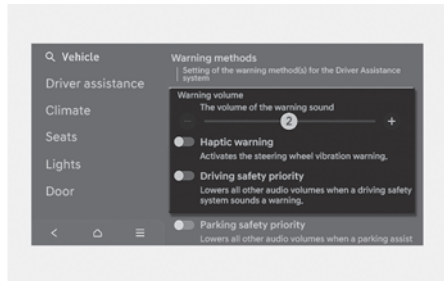 Vehicle
Driver assistance
Climate
Seats
Lights
Door
Warning methods
Setting of the warning method(s) for the Driver Assistance
system
Warning volume
The volume of the warning sound
2
Haptic warning
Activates the steering wheel vibration warning.
Driving safety priority
Lowers all other audio volumes when a driving safety
system sounds a warning.
Parking safety priority
Lowers all other audio volumes when a parking assist